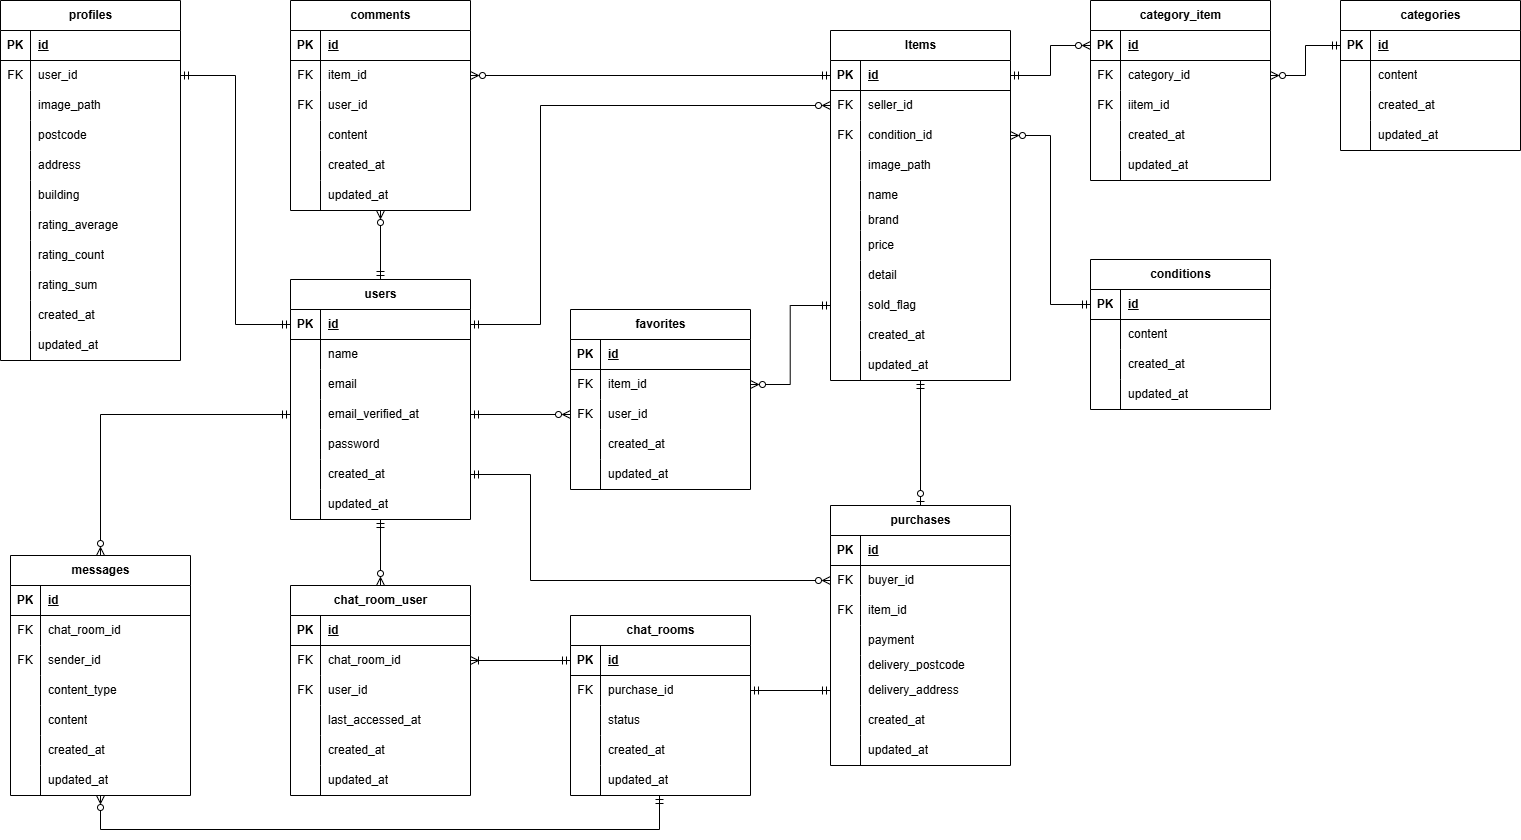 profiles
PK id
FK user_id
image_path
postcode
address
building
rating_average
rating_count
rating_sum
created_at
updated_at
comments
PK id
FK item_id
FK user_id
content
created_at
updated_at
Items
PK id
FK seller_id
FK condition_id
image_path
name
brand
price
detail
sold_flag
created_at
updated_at
category_item
PK id
FK category_id
FK iitem_id
created_at
updated_at
categories
PK id
content
created_at
updated_at
users
PK id
name
email
email_verified_at
password
created_at
updated_at
favorites
PK id
FK item_id
FK user_id
created_at
updated_at
conditions
PK id
content
created_at
updated_at
messages
PK id
FK chat_room_id
FK sender_id
content_type
content
created_at
updated_at
chat_room_user
PK id
FK chat_room_id
FK user_id
last_accessed_at
created_at
updated_at
chat_rooms
PK id
FK purchase_id
status
created_at
updated_at
purchases
PK id
FK buyer_id
FK item_id
payment
delivery_postcode
delivery_address
created_at
updated_at